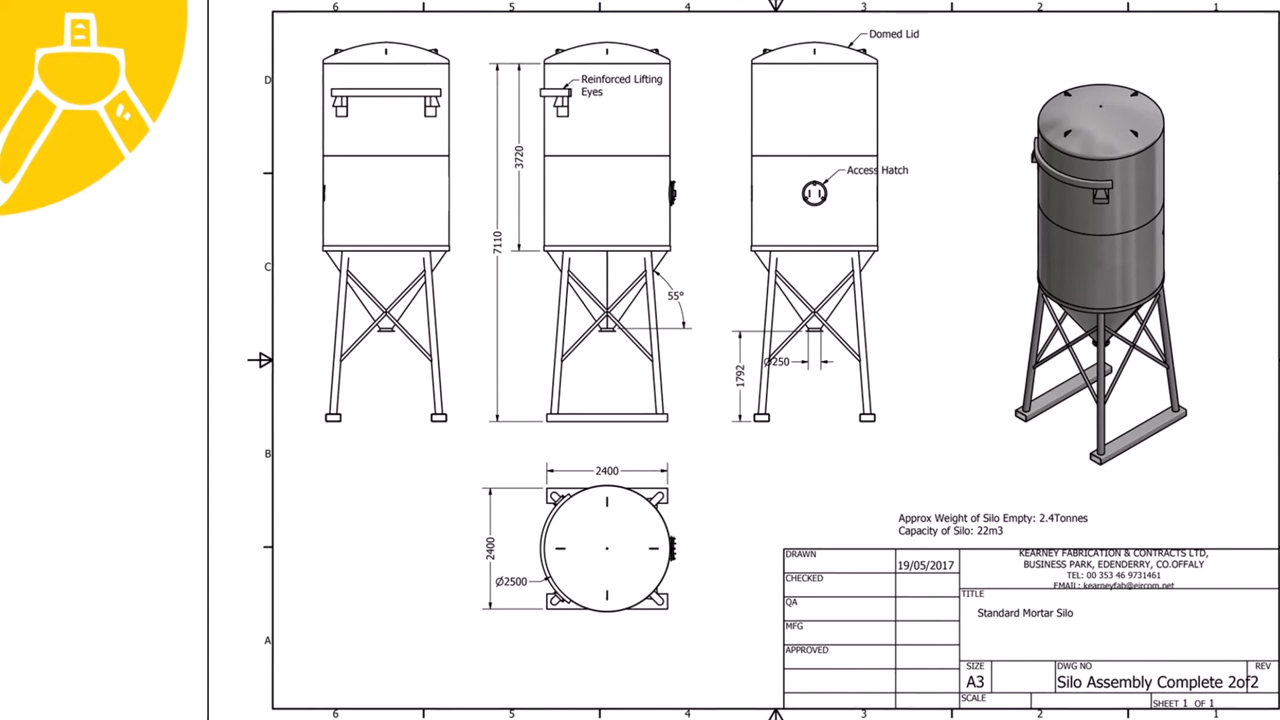 6 5 4 3 2 1
D
C
B
A
Domed Lid
Reinforced Lifting
Eyes
Access Hatch
3720
7110
55°
1792
Ø250
2400
2400
Ø2500
Approx Weight of Silo Empty: 2.4Tonnes
Capacity of Silo: 22m3
DRAWN
19/05/2017
CHECKED
QA
MFG
APPROVED
KEARNEY FABRICATION & CONTRACTS LTD,
BUSINESS PARK, EDENDERRY, CO.OFFALY
TEL: 00 353 46 9731461
EMAIL: kearneyfab@eircom.net
TITLE
Standard Mortar Silo
SIZE
A3
DWG NO
Silo Assembly Complete 2of2
REV
SCALE
SHEET 1 OF 1
6 5 4 3 2 1